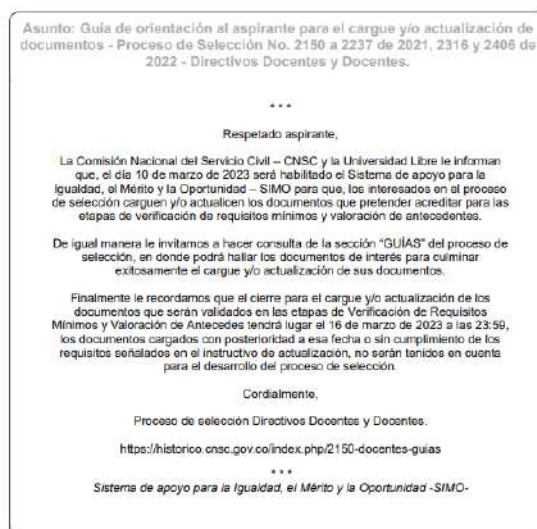 Asunto: Guía de orientación al aspirante para el cargue y/o actualización de
documentos - Proceso de Selección No. 2150 a 2237 de 2021, 2316 y 2406 de
2022 - Directivos Docentes y Docentes.
* * *
Respetado aspirante,
La Comisión Nacional del Servicio Civil – CNSC y la Universidad Libre le informan
que, el día 10 de marzo de 2023 será habilitado el Sistema de apoyo para la
Igualdad, el Mérito y la Oportunidad – SIMO para que, los interesados en el proceso
de selección carguen y/o actualicen los documentos que pretender acreditar para las
etapas de verificación de requisitos mínimos y valoración de antecedentes.
De igual manera le invitamos a hacer consulta de la sección "GUÍAS" del proceso de
selección, en donde podrá hallar los documentos de interés para culminar
exitosamente el cargue y/o actualización de sus documentos.
Finalmente le recordamos que el cierre para el cargue y/o actualización de los
documentos que serán validados en las etapas de Verificación de Requisitos
Mínimos y Valoración de Antecedes tendrá lugar el 16 de marzo de 2023 a las 23:59,
los documentos cargados con posterioridad a esa fecha o sin cumplimiento de los
requisitos señalados en el instructivo de actualización, no serán tenidos en cuenta
para el desarrollo del proceso de selección.
Cordialmente,
Proceso de selección Directivos Docentes y Docentes.
https://historico.cnsc.gov.co/index.php/2150-docentes-guias
* * *
Sistema de apoyo para la Igualdad, el Mérito y la Oportunidad -SIMO-